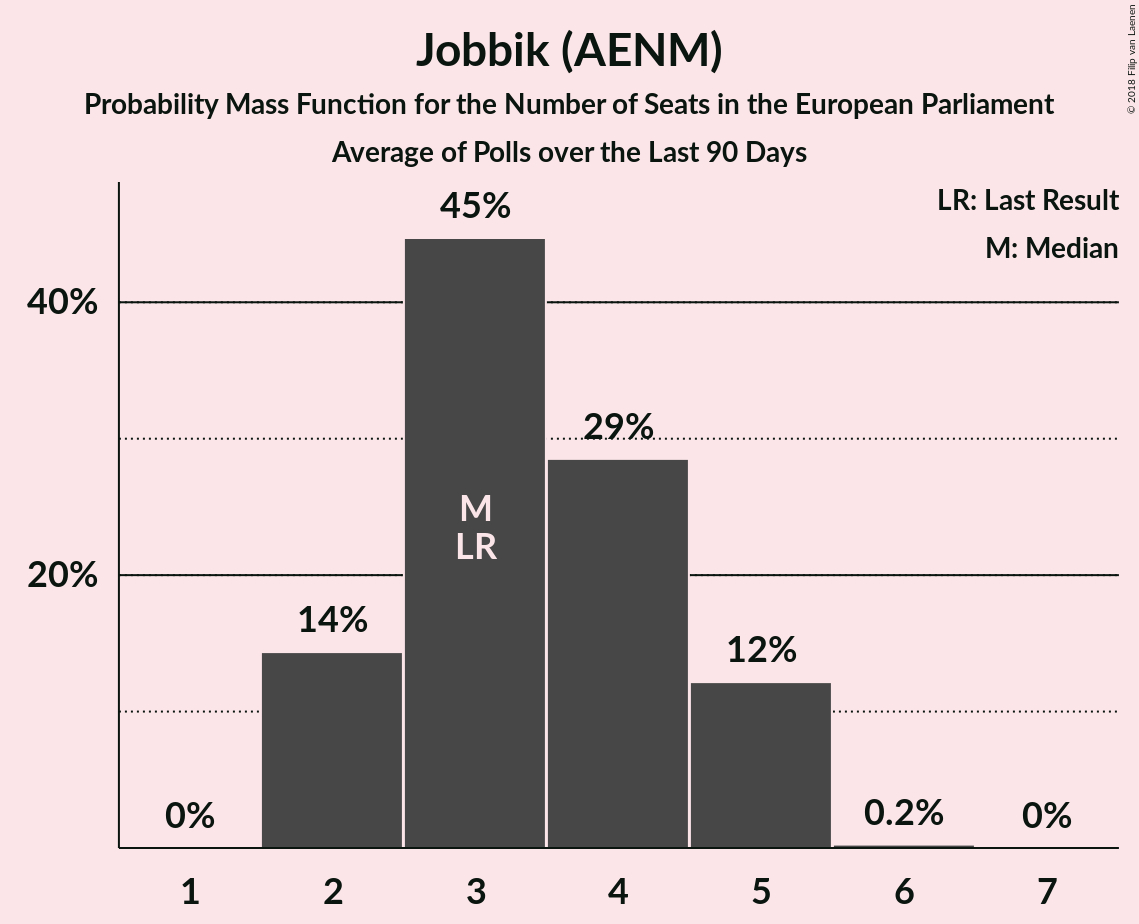 Jobbik (AENM)
Probability Mass Function for the Number of Seats in the European Parliament
Average of Polls over the Last 90 Days
© 2018 Filip van Laenen
LR: Last Result
M: Median
45%
40%
29%
M
LR
20%
14%
12%
0%
0.2%
0%
1 2 3 4 5 6 7